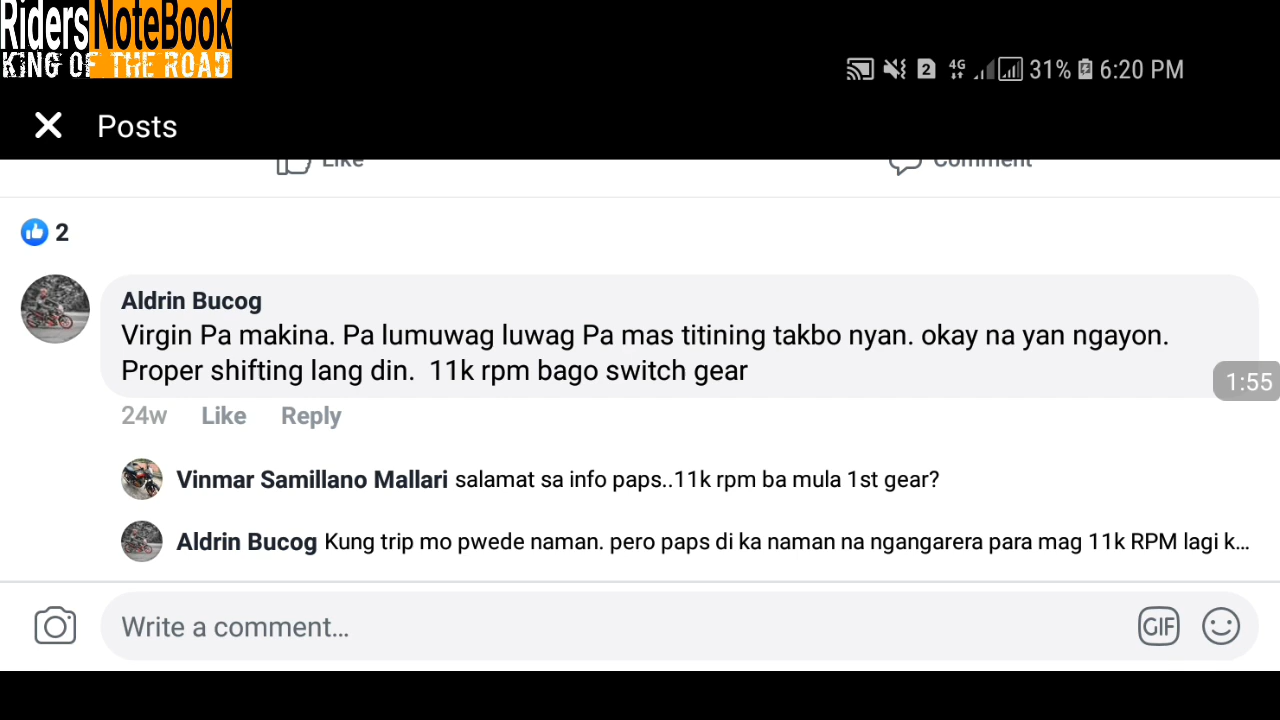 RidersNoteBook
KING OF THE ROAD
2 4G 31% 6:20 PM
Posts
Like Comment
2
Aldrin Bucog
Virgin Pa makina. Pa lumuwag luwag Pa mas titining takbo nyan. okay na yan ngayon.
Proper shifting lang din. 11k rpm bago switch gear
1:55
24w Like Reply
Vinmar Samillano Mallari salamat sa info paps..11k rpm ba mula 1st gear?
Aldrin Bucog Kung trip mo pwede naman. pero paps di ka naman na ngangarera para mag 11k RPM lagi k...
Write a comment...
GIF